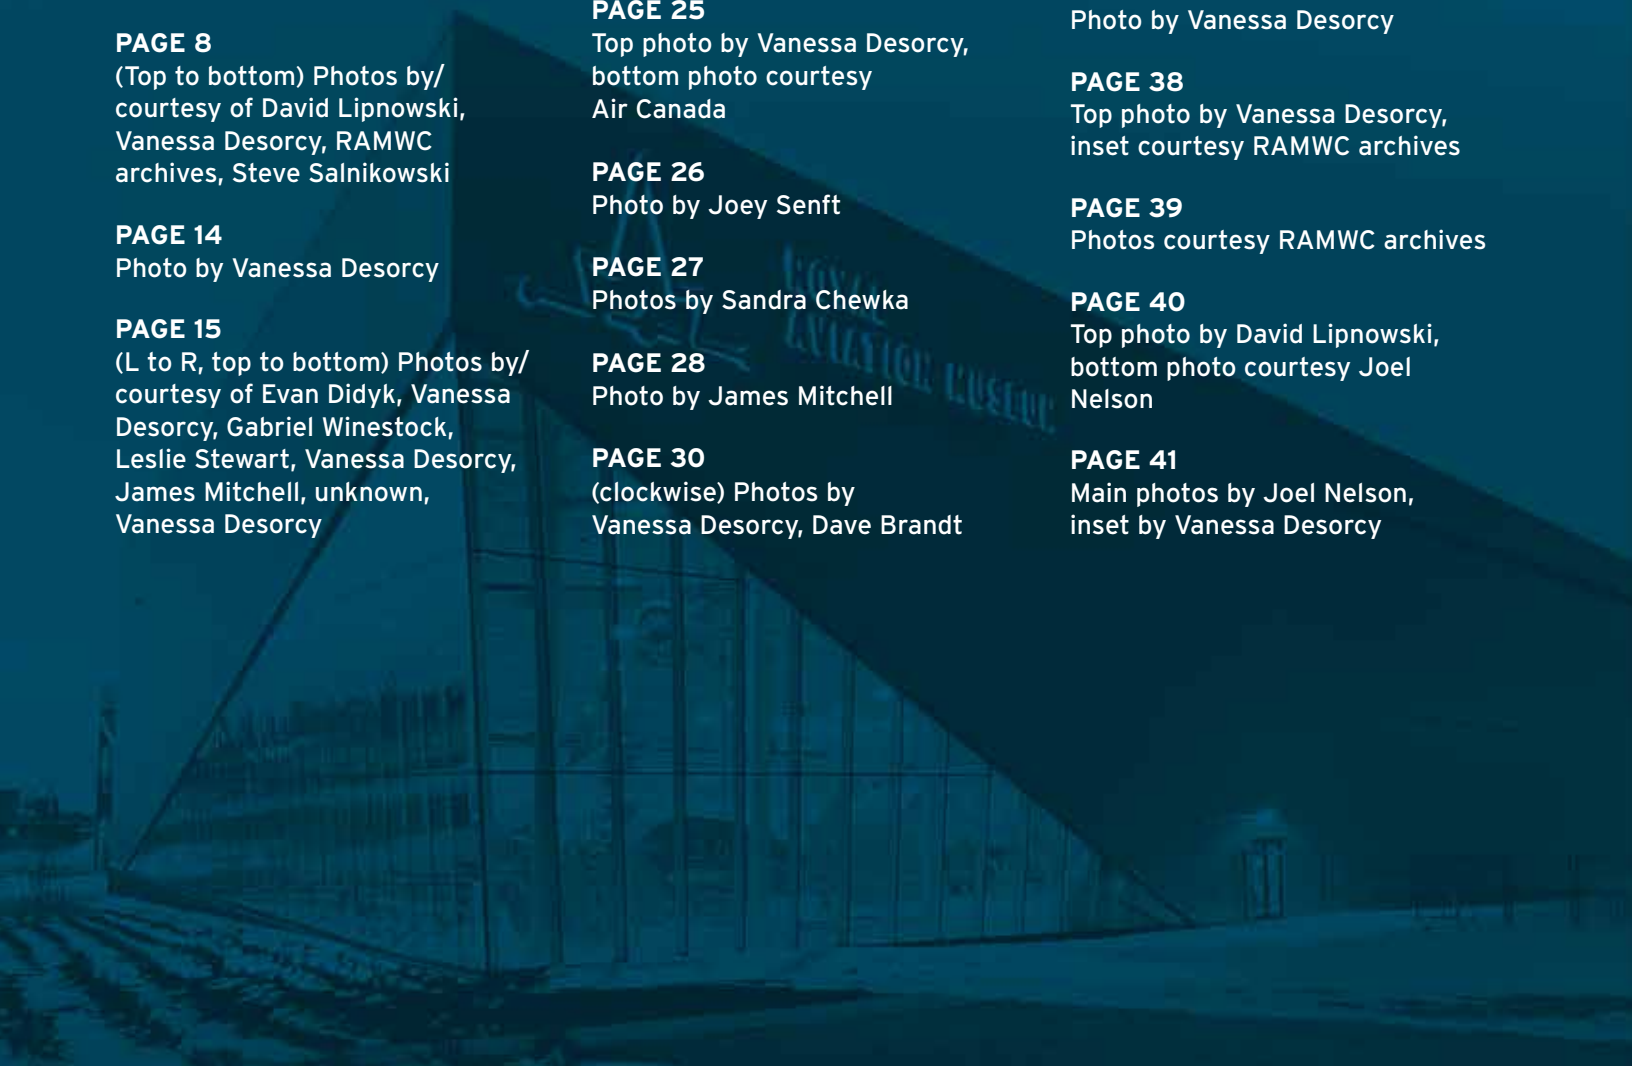 PAGE 8
(Top to bottom) Photos by/
courtesy of David Lipnowski,
Vanessa Desorcy, RAMWC
archives, Steve Salnikowski
PAGE 14
Photo by Vanessa Desorcy
PAGE 15
(L to R, top to bottom) Photos by/
courtesy of Evan Didyk, Vanessa
Desorcy, Gabriel Winestock,
Leslie Stewart, Vanessa Desorcy,
James Mitchell, unknown,
Vanessa Desorcy
PAGE 25
Top photo by Vanessa Desorcy,
bottom photo courtesy
Air Canada
PAGE 26
Photo by Joey Senft
PAGE 27
Photos by Sandra Chewka
PAGE 28
Photo by James Mitchell
PAGE 30
(clockwise) Photos by
Vanessa Desorcy, Dave Brandt
Photo by Vanessa Desorcy
PAGE 38
Top photo by Vanessa Desorcy,
inset courtesy RAMWC archives
PAGE 39
Photos courtesy RAMWC archives
PAGE 40
Top photo by David Lipnowski,
bottom photo courtesy Joel
Nelson
PAGE 41
Main photos by Joel Nelson,
inset by Vanessa Desorcy
ROYAL
AVIATION MUSEUM